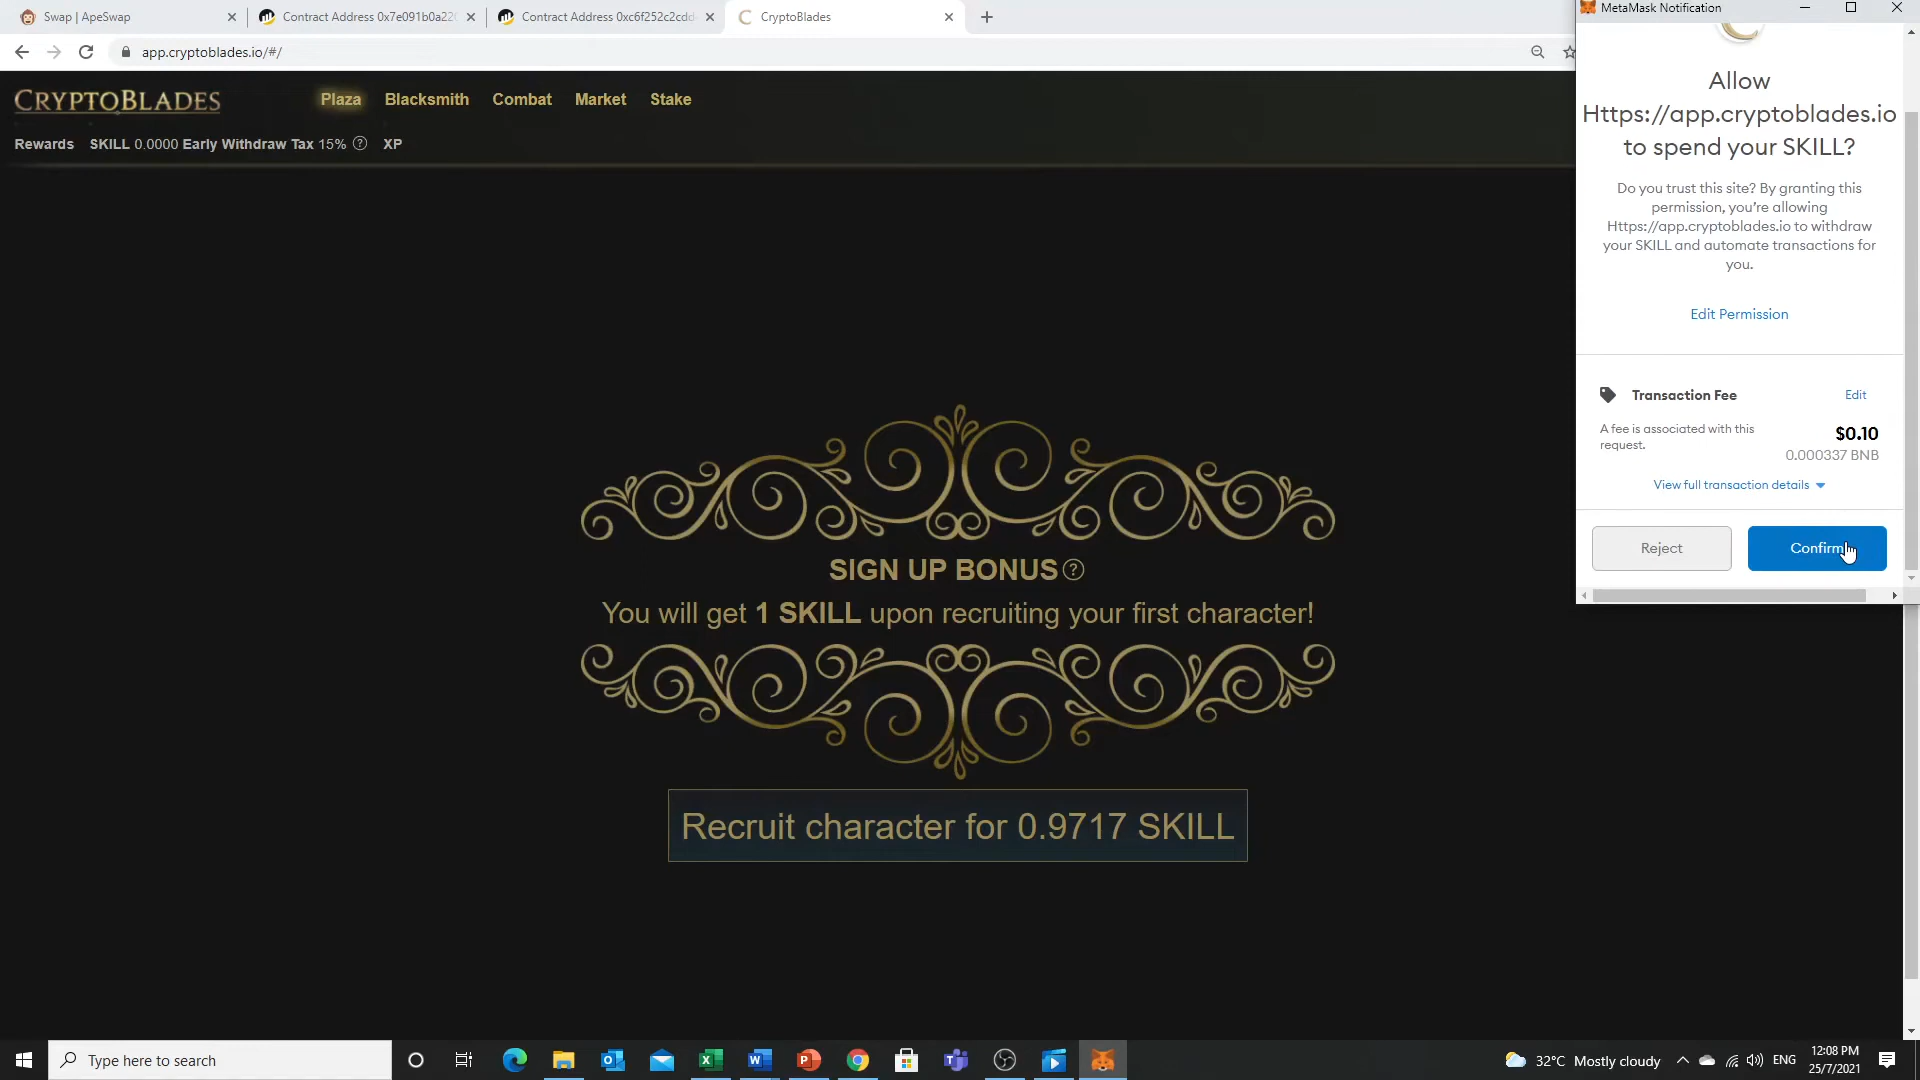 Swap | ApeSwap
Contract Address 0x7e091b0a220
Contract Address 0xc6f252c2cdd
CryptoBlades
app.cryptoblades.io/#/
CRYPTOBLADES
Plaza
Blacksmith
Combat
Market
Stake
Rewards SKILL 0.0000 Early Withdraw Tax 15% ? XP
SIGN UP BONUS ?
You will get 1 SKILL upon recruiting your first character!
Recruit character for 0.9717 SKILL
MetaMask Notification
Allow
Https://app.cryptoblades.io
to spend your SKILL?
Do you trust this site? By granting this
permission, you're allowing
Https://app.cryptoblades.io to withdraw
your SKILL and automate transactions for
you.
Edit Permission
Transaction Fee
Edit
A fee is associated with this
request.
$0.10
0.000337 BNB
View full transaction details
Reject
Confirm
Type here to search
32°C Mostly cloudy
ENG
12:08 PM
25/7/2021